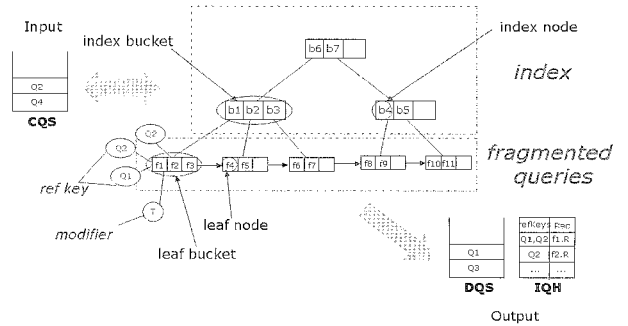 Input
index bucket
index node
b6 b7
index
Q2
Q4
CQS
b1 b2 b3
b4 b5
fragmented
queries
Q2
Q2
Q1
f1 f2 f3
f4 f5
f6 f7
f8 f9
f10 f11
ref key
T
modifier
leaf node
leaf bucket
Q1
Q3
DQS
refKeys Rec
Q1,Q2 f1.R
Q2 f2.R
... ...
IQH
Output